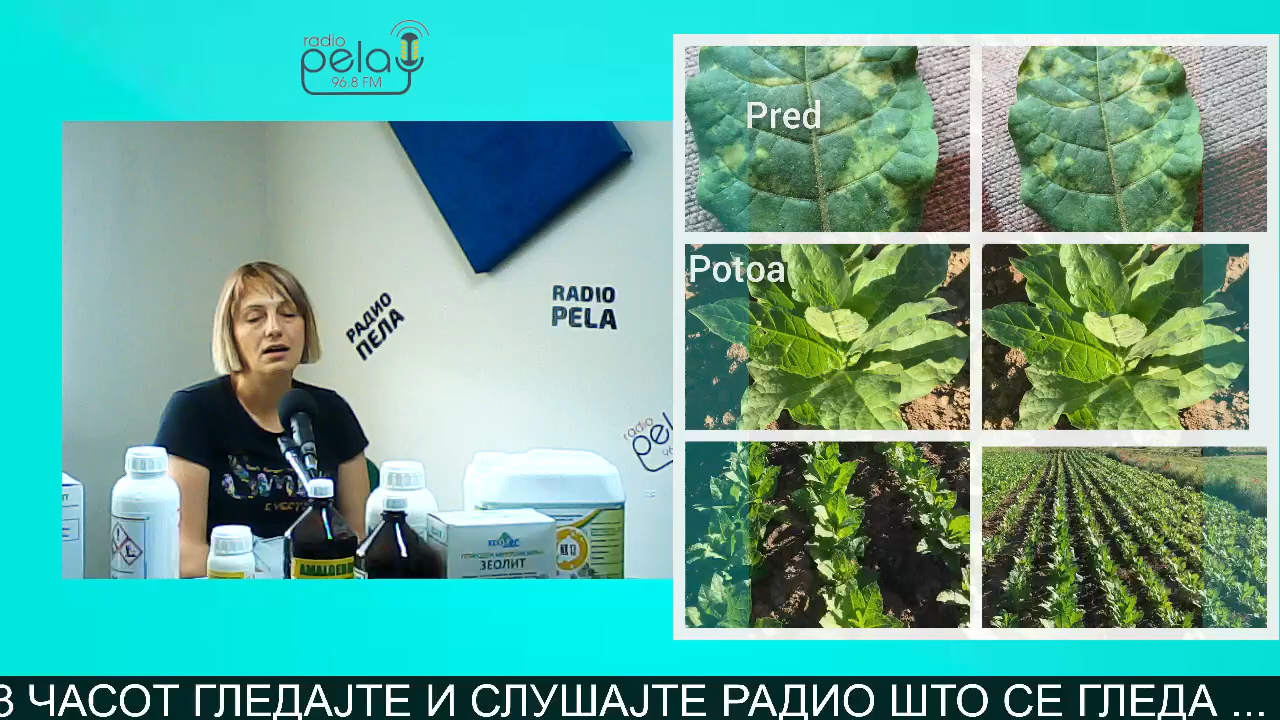 radio
pela
96.8 FM
Pred
Potoa
РАДИО
ПЕЛА
RADIO
PELA
ЗЕОЛИТ
З ЧАСОТ ГЛЕДАЈТЕ И СЛУШАЈТЕ РАДИО ШТО СЕ ГЛЕДА ...